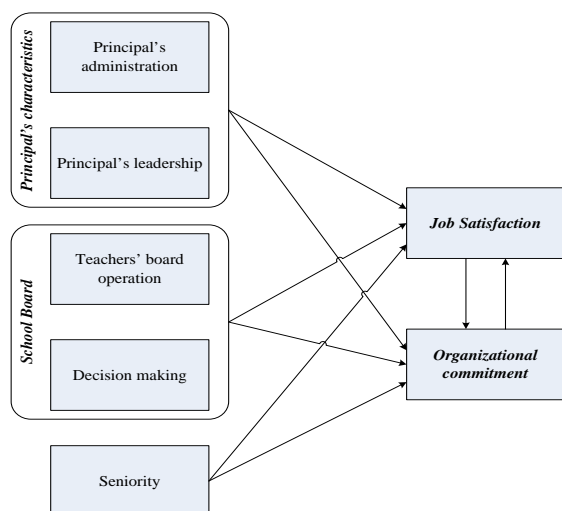 Principal's characteristics
Principal's
administration
Principal's leadership
School Board
Teachers' board
operation
Decision making
Seniority
Job Satisfaction
Organizational
commitment